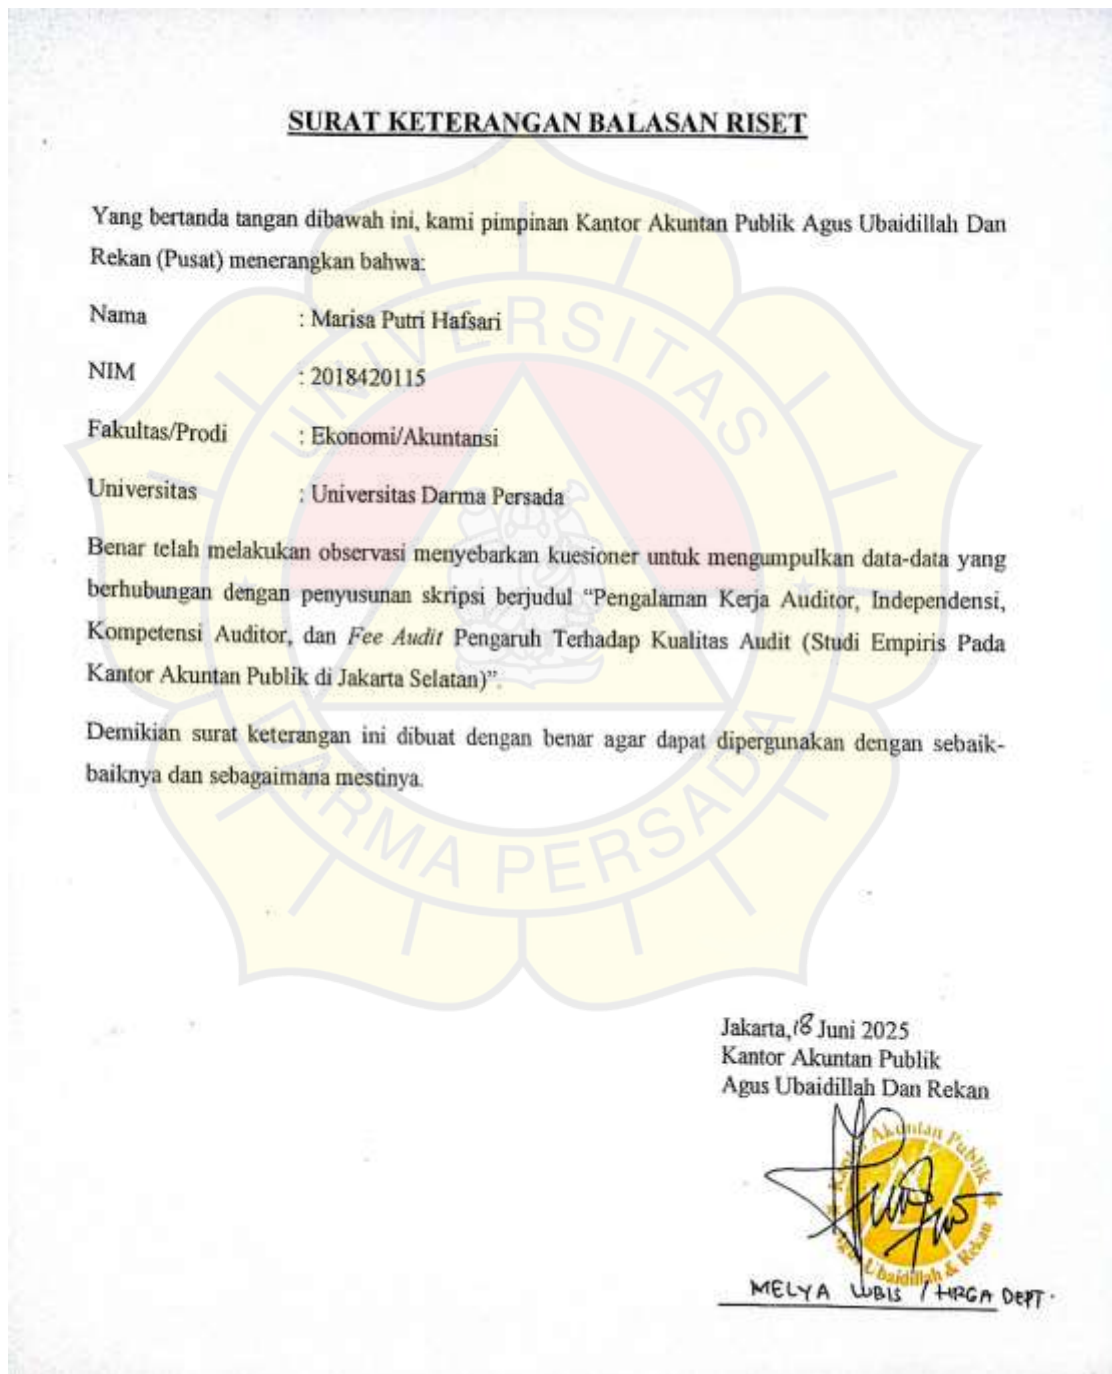 SURAT KETERANGAN BALASAN RISET
Yang bertanda tangan dibawah ini, kami pimpinan Kantor Akuntan Publik Agus Ubaidillah Dan
Rekan (Pusat) menerangkan bahwa:
Nama : Marisa Putri Hafsari
NIM : 2018420115
Fakultas/Prodi : Ekonomi/Akuntansi
Universitas : Universitas Darma Persada
Benar telah melakukan observasi menyebarkan kuesioner untuk mengumpulkan data-data yang
berhubungan dengan penyusunan skripsi berjudul “Pengalaman Kerja Auditor, Independensi,
Kompetensi Auditor, dan Fee Audit Pengaruh Terhadap Kualitas Audit (Studi Empiris Pada
Kantor Akuntan Publik di Jakarta Selatan)”.
Demikian surat keterangan ini dibuat dengan benar agar dapat dipergunakan dengan sebaik-
baiknya dan sebagaimana mestinya.
UNIVERSITAS
DARMA PERSADA
Jakarta, 18 Juni 2025
Kantor Akuntan Publik
Agus Ubaidillah Dan Rekan
Kantor Akuntan Publik
Agus Ubaidillah & Rekan
MELYA LUBIS / HRGA DEPT.